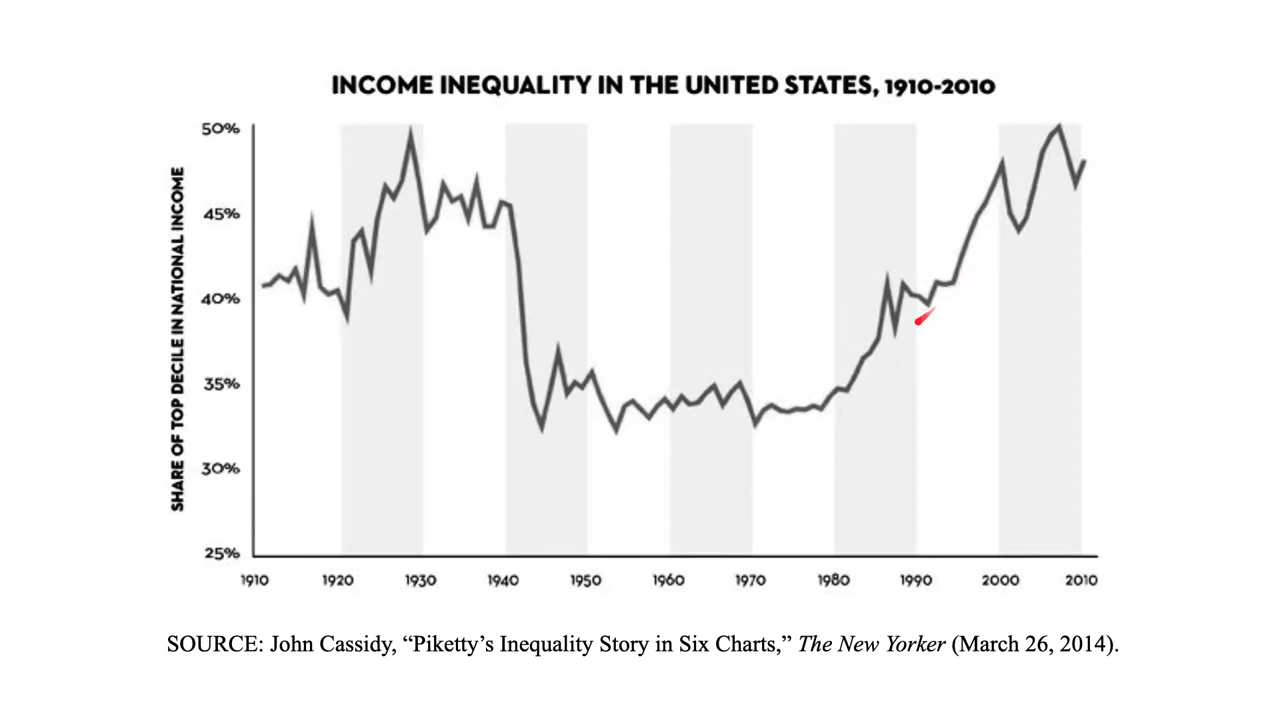 INCOME INEQUALITY IN THE UNITED STATES, 1910-2010
SHARE OF TOP DECILE IN NATIONAL INCOME
50%
45%
40%
35%
30%
25%
1910 1920 1930 1940 1950 1960 1970 1980 1990 2000 2010
SOURCE: John Cassidy, “Piketty’s Inequality Story in Six Charts,” The New Yorker (March 26, 2014).